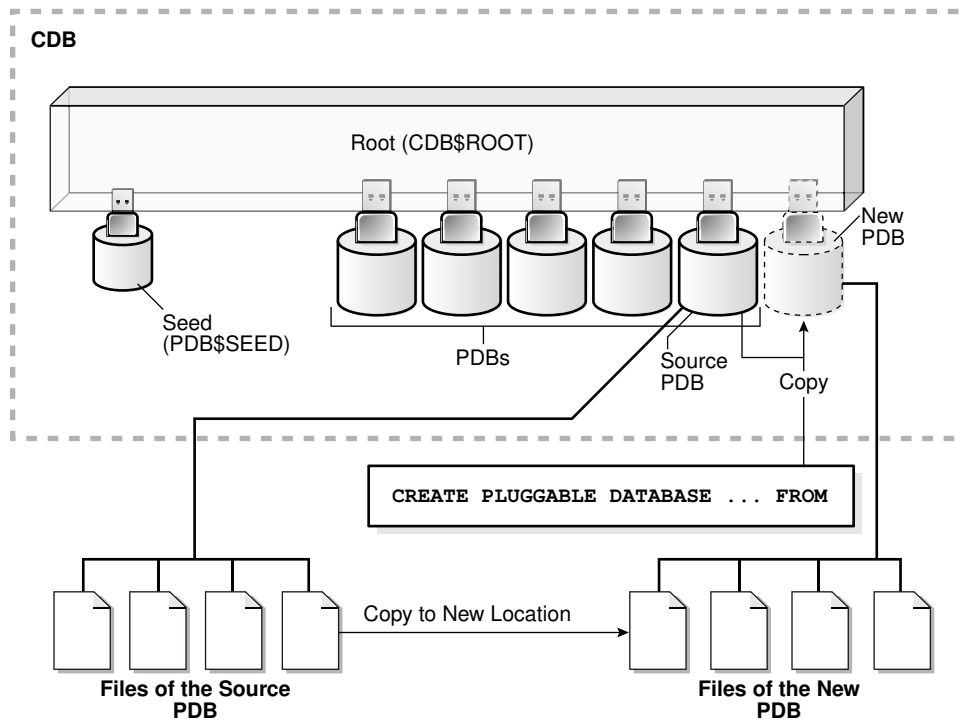 CDB
Root (CDB$ROOT)
New
PDB
Seed
(PDB$SEED)
PDBs
Source
PDB
Copy
CREATE PLUGGABLE DATABASE ... FROM
Copy to New Location
Files of the Source
PDB
Files of the New
PDB